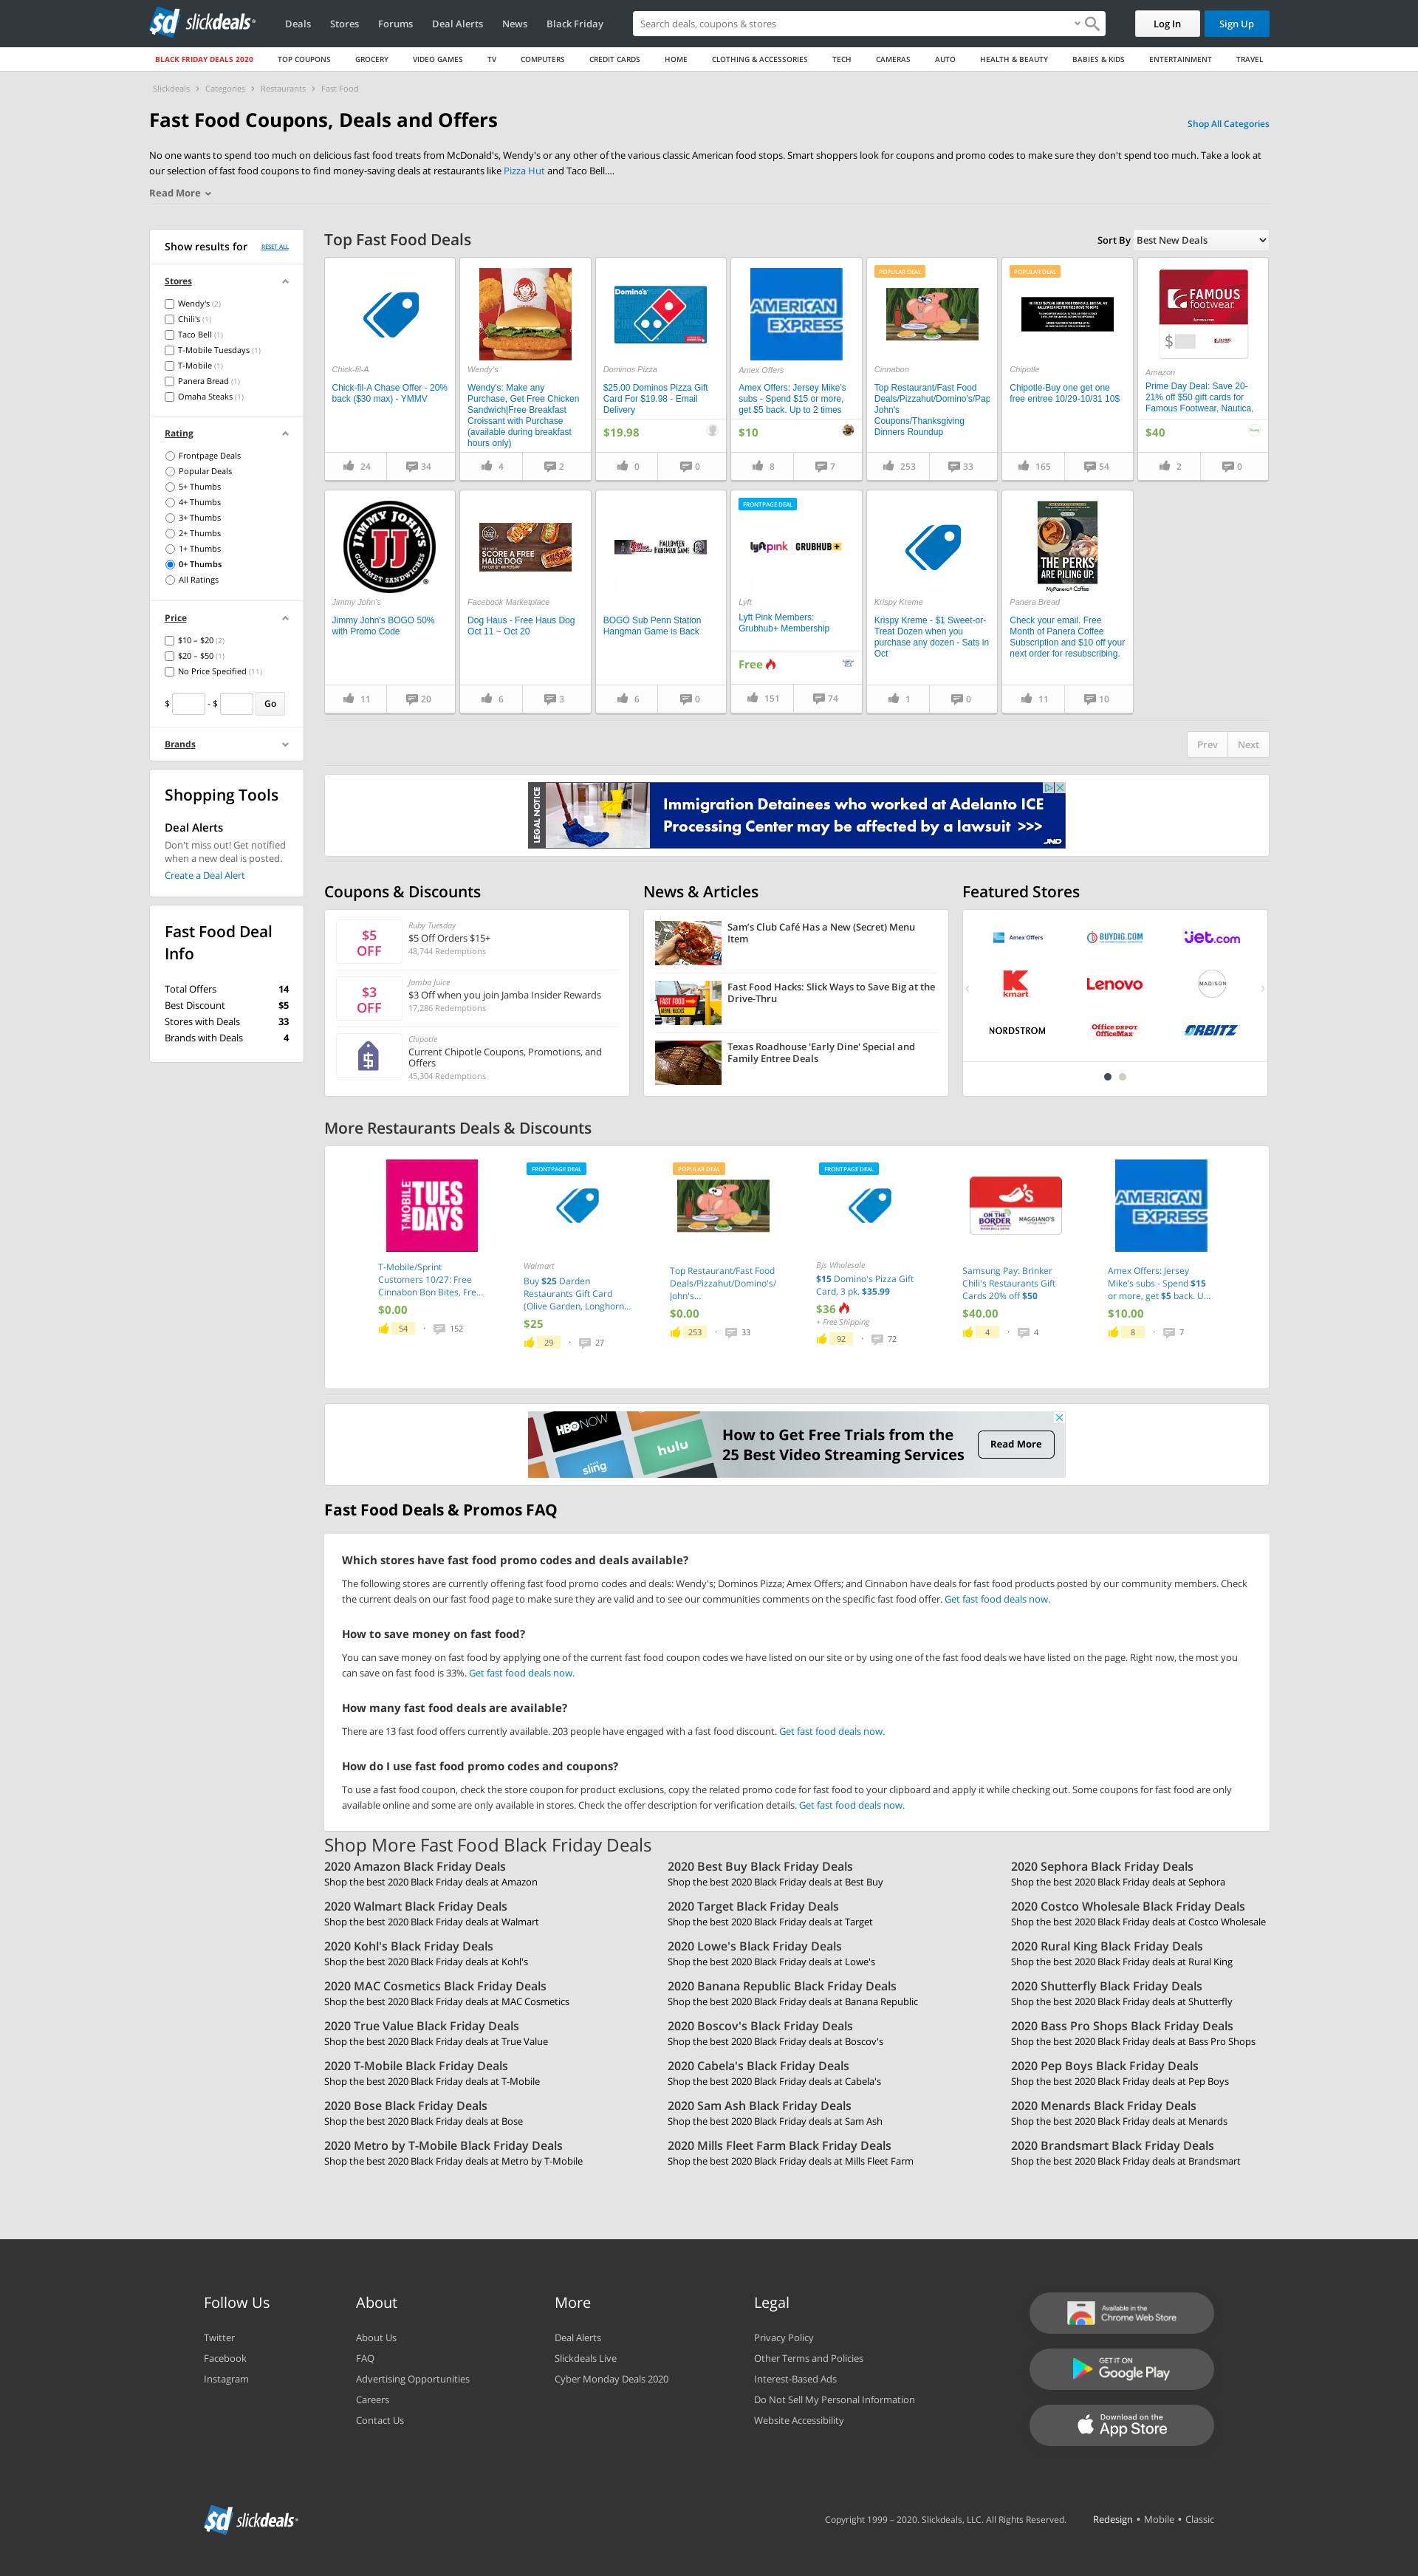 sd slickdeals
Deals
Stores
Forums
Deal Alerts
News
Black Friday
Search deals, coupons & stores
Log In
Sign Up
BLACK FRIDAY DEALS 2020
TOP COUPONS
GROCERY
VIDEO GAMES
TV
COMPUTERS
CREDIT CARDS
HOME
CLOTHING & ACCESSORIES
TECH
CAMERAS
AUTO
HEALTH & BEAUTY
BABIES & KIDS
ENTERTAINMENT
TRAVEL
Slickdeals > Categories > Restaurants > Fast Food
Fast Food Coupons, Deals and Offers
Shop All Categories
No one wants to spend too much on delicious fast food treats from McDonald's, Wendy's or any other of the various classic American food stops. Smart shoppers look for coupons and promo codes to make sure they don't spend too much. Take a look at
our selection of fast food coupons to find money-saving deals at restaurants like Pizza Hut and Taco Bell....
Read More
Show results for
RESET ALL
Stores
Wendy's (2)
Chili's (1)
Taco Bell (1)
T-Mobile Tuesdays (1)
T-Mobile (1)
Panera Bread (1)
Omaha Steaks (1)
Rating
Frontpage Deals
Popular Deals
5+ Thumbs
4+ Thumbs
3+ Thumbs
2+ Thumbs
1+ Thumbs
0+ Thumbs
All Ratings
Price
$10 – $20 (2)
$20 – $50 (1)
No Price Specified (11)
$ - $ Go
Brands
Shopping Tools
Deal Alerts
Don't miss out! Get notified
when a new deal is posted.
Create a Deal Alert
Fast Food Deal
Info
Total Offers 14
Best Discount $5
Stores with Deals 33
Brands with Deals 4
Top Fast Food Deals
Sort By Best New Deals
Chick-fil-A
Chick-fil-A Chase Offer - 20%
back ($30 max) - YMMV
24 34
Wendy's
Wendy's: Make any
Purchase, Get Free Chicken
Sandwich|Free Breakfast
Croissant with Purchase
(available during breakfast
hours only)
4 2
Domino's
Dominos Pizza
$25.00 Dominos Pizza Gift
Card For $19.98 - Email
Delivery
$19.98
0 0
AMERICAN
EXPRESS
Amex Offers
Amex Offers: Jersey Mike's
subs - Spend $15 or more,
get $5 back. Up to 2 times
$10
8 7
POPULAR DEAL
Cinnabon
Top Restaurant/Fast Food
Deals/Pizzahut/Domino's/Pap
John's
Coupons/Thanksgiving
Dinners Roundup
253 33
POPULAR DEAL
Chipotle
Chipotle-Buy one get one
free entree 10/29-10/31 10$
165 54
FAMOUS
footwear
$
Amazon
Prime Day Deal: Save 20-
21% off $50 gift cards for
Famous Footwear, Nautica,
$40
2 0
JIMMY JOHN'S
JJ
GOURMET SANDWICHES
Jimmy John's
Jimmy John's BOGO 50%
with Promo Code
11 20
SCORE A FREE
HAUS DOG
Facebook Marketplace
Dog Haus - Free Haus Dog
Oct 11 ~ Oct 20
6 3
HALLOWEEN
HANGMAN GAME
BOGO Sub Penn Station
Hangman Game is Back
6 0
FRONTPAGE DEAL
lyft pink GRUBHUB+
Lyft
Lyft Pink Members:
Grubhub+ Membership
Free
151 74
Krispy Kreme
Krispy Kreme - $1 Sweet-or-
Treat Dozen when you
purchase any dozen - Sats in
Oct
1 0
THE PERKS
ARE PILING UP.
MyPanera+ Coffee
Panera Bread
Check your email. Free
Month of Panera Coffee
Subscription and $10 off your
next order for resubscribing.
11 10
Prev
Next
LEGAL NOTICE
Immigration Detainees who worked at Adelanto ICE
Processing Center may be affected by a lawsuit >>>
JND
Coupons & Discounts
$5
OFF
Ruby Tuesday
$5 Off Orders $15+
48,744 Redemptions
$3
OFF
Jamba Juice
$3 Off when you join Jamba Insider Rewards
17,286 Redemptions
Chipotle
Current Chipotle Coupons, Promotions, and
Offers
45,304 Redemptions
News & Articles
Sam's Club Café Has a New (Secret) Menu
Item
FAST FOOD
MENU HACKS
Fast Food Hacks: Slick Ways to Save Big at the
Drive-Thru
Texas Roadhouse 'Early Dine' Special and
Family Entree Deals
Featured Stores
Amex Offers
BUYDIG.COM
jet.com
kmart
Lenovo
MADISON
NORDSTROM
Office DEPOT
OfficeMax
ORBITZ
More Restaurants Deals & Discounts
T-MOBILE
TUES
DAYS
T-Mobile/Sprint
Customers 10/27: Free
Cinnabon Bon Bites, Fre...
$0.00
54 · 152
FRONTPAGE DEAL
Walmart
Buy $25 Darden
Restaurants Gift Card
(Olive Garden, Longhorn...
$25
29 · 27
POPULAR DEAL
Top Restaurant/Fast Food
Deals/Pizzahut/Domino's/
John's...
$0.00
253 · 33
FRONTPAGE DEAL
BJs Wholesale
$15 Domino's Pizza Gift
Card, 3 pk. $35.99
$36
+ Free Shipping
92 · 72
ON THE
BORDER
MAGGIANO'S
Samsung Pay: Brinker
Chili's Restaurants Gift
Cards 20% off $50
$40.00
4 · 4
AMERICAN
EXPRESS
Amex Offers: Jersey
Mike's subs - Spend $15
or more, get $5 back. U...
$10.00
8 · 7
HBO NOW
hulu
sling
How to Get Free Trials from the
25 Best Video Streaming Services
Read More
Fast Food Deals & Promos FAQ
Which stores have fast food promo codes and deals available?
The following stores are currently offering fast food promo codes and deals: Wendy's; Dominos Pizza; Amex Offers; and Cinnabon have deals for fast food products posted by our community members. Check
the current deals on our fast food page to make sure they are valid and to see our communities comments on the specific fast food offer. Get fast food deals now.
How to save money on fast food?
You can save money on fast food by applying one of the current fast food coupon codes we have listed on our site or by using one of the fast food deals we have listed on the page. Right now, the most you
can save on fast food is 33%. Get fast food deals now.
How many fast food deals are available?
There are 13 fast food offers currently available. 203 people have engaged with a fast food discount. Get fast food deals now.
How do I use fast food promo codes and coupons?
To use a fast food coupon, check the store coupon for product exclusions, copy the related promo code for fast food to your clipboard and apply it while checking out. Some coupons for fast food are only
available online and some are only available in stores. Check the offer description for verification details. Get fast food deals now.
Shop More Fast Food Black Friday Deals
2020 Amazon Black Friday Deals
Shop the best 2020 Black Friday deals at Amazon
2020 Best Buy Black Friday Deals
Shop the best 2020 Black Friday deals at Best Buy
2020 Sephora Black Friday Deals
Shop the best 2020 Black Friday deals at Sephora
2020 Walmart Black Friday Deals
Shop the best 2020 Black Friday deals at Walmart
2020 Target Black Friday Deals
Shop the best 2020 Black Friday deals at Target
2020 Costco Wholesale Black Friday Deals
Shop the best 2020 Black Friday deals at Costco Wholesale
2020 Kohl's Black Friday Deals
Shop the best 2020 Black Friday deals at Kohl's
2020 Lowe's Black Friday Deals
Shop the best 2020 Black Friday deals at Lowe's
2020 Rural King Black Friday Deals
Shop the best 2020 Black Friday deals at Rural King
2020 MAC Cosmetics Black Friday Deals
Shop the best 2020 Black Friday deals at MAC Cosmetics
2020 Banana Republic Black Friday Deals
Shop the best 2020 Black Friday deals at Banana Republic
2020 Shutterfly Black Friday Deals
Shop the best 2020 Black Friday deals at Shutterfly
2020 True Value Black Friday Deals
Shop the best 2020 Black Friday deals at True Value
2020 Boscov's Black Friday Deals
Shop the best 2020 Black Friday deals at Boscov's
2020 Bass Pro Shops Black Friday Deals
Shop the best 2020 Black Friday deals at Bass Pro Shops
2020 T-Mobile Black Friday Deals
Shop the best 2020 Black Friday deals at T-Mobile
2020 Cabela's Black Friday Deals
Shop the best 2020 Black Friday deals at Cabela's
2020 Pep Boys Black Friday Deals
Shop the best 2020 Black Friday deals at Pep Boys
2020 Bose Black Friday Deals
Shop the best 2020 Black Friday deals at Bose
2020 Sam Ash Black Friday Deals
Shop the best 2020 Black Friday deals at Sam Ash
2020 Menards Black Friday Deals
Shop the best 2020 Black Friday deals at Menards
2020 Metro by T-Mobile Black Friday Deals
Shop the best 2020 Black Friday deals at Metro by T-Mobile
2020 Mills Fleet Farm Black Friday Deals
Shop the best 2020 Black Friday deals at Mills Fleet Farm
2020 Brandsmart Black Friday Deals
Shop the best 2020 Black Friday deals at Brandsmart
Follow Us
Twitter
Facebook
Instagram
About
About Us
FAQ
Advertising Opportunities
Careers
Contact Us
More
Deal Alerts
Slickdeals Live
Cyber Monday Deals 2020
Legal
Privacy Policy
Other Terms and Policies
Interest-Based Ads
Do Not Sell My Personal Information
Website Accessibility
Available in the
Chrome Web Store
GET IT ON
Google Play
Download on the
App Store
sd slickdeals
Copyright 1999 – 2020. Slickdeals, LLC. All Rights Reserved.
Redesign • Mobile • Classic